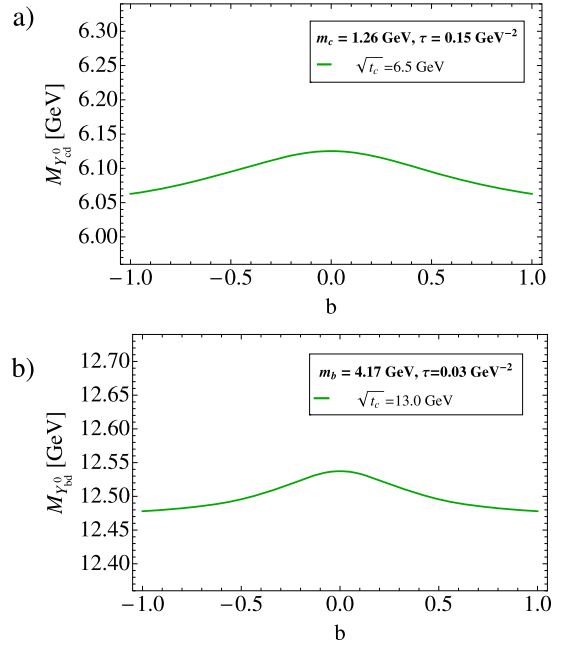 a)
6.30
6.25
6.20
6.15
6.10
6.05
6.00
M_{Y^0_{cd}} [GeV]
m_c = 1.26 GeV, τ = 0.15 GeV^{-2}
√t_c =6.5 GeV
−1.0 −0.5 0.0 0.5 1.0
b
b)
12.70
12.65
12.60
12.55
12.50
12.45
12.40
M_{Y^0_{bd}} [GeV]
m_b = 4.17 GeV, τ=0.03 GeV^{-2}
√t_c =13.0 GeV
−1.0 −0.5 0.0 0.5 1.0
b